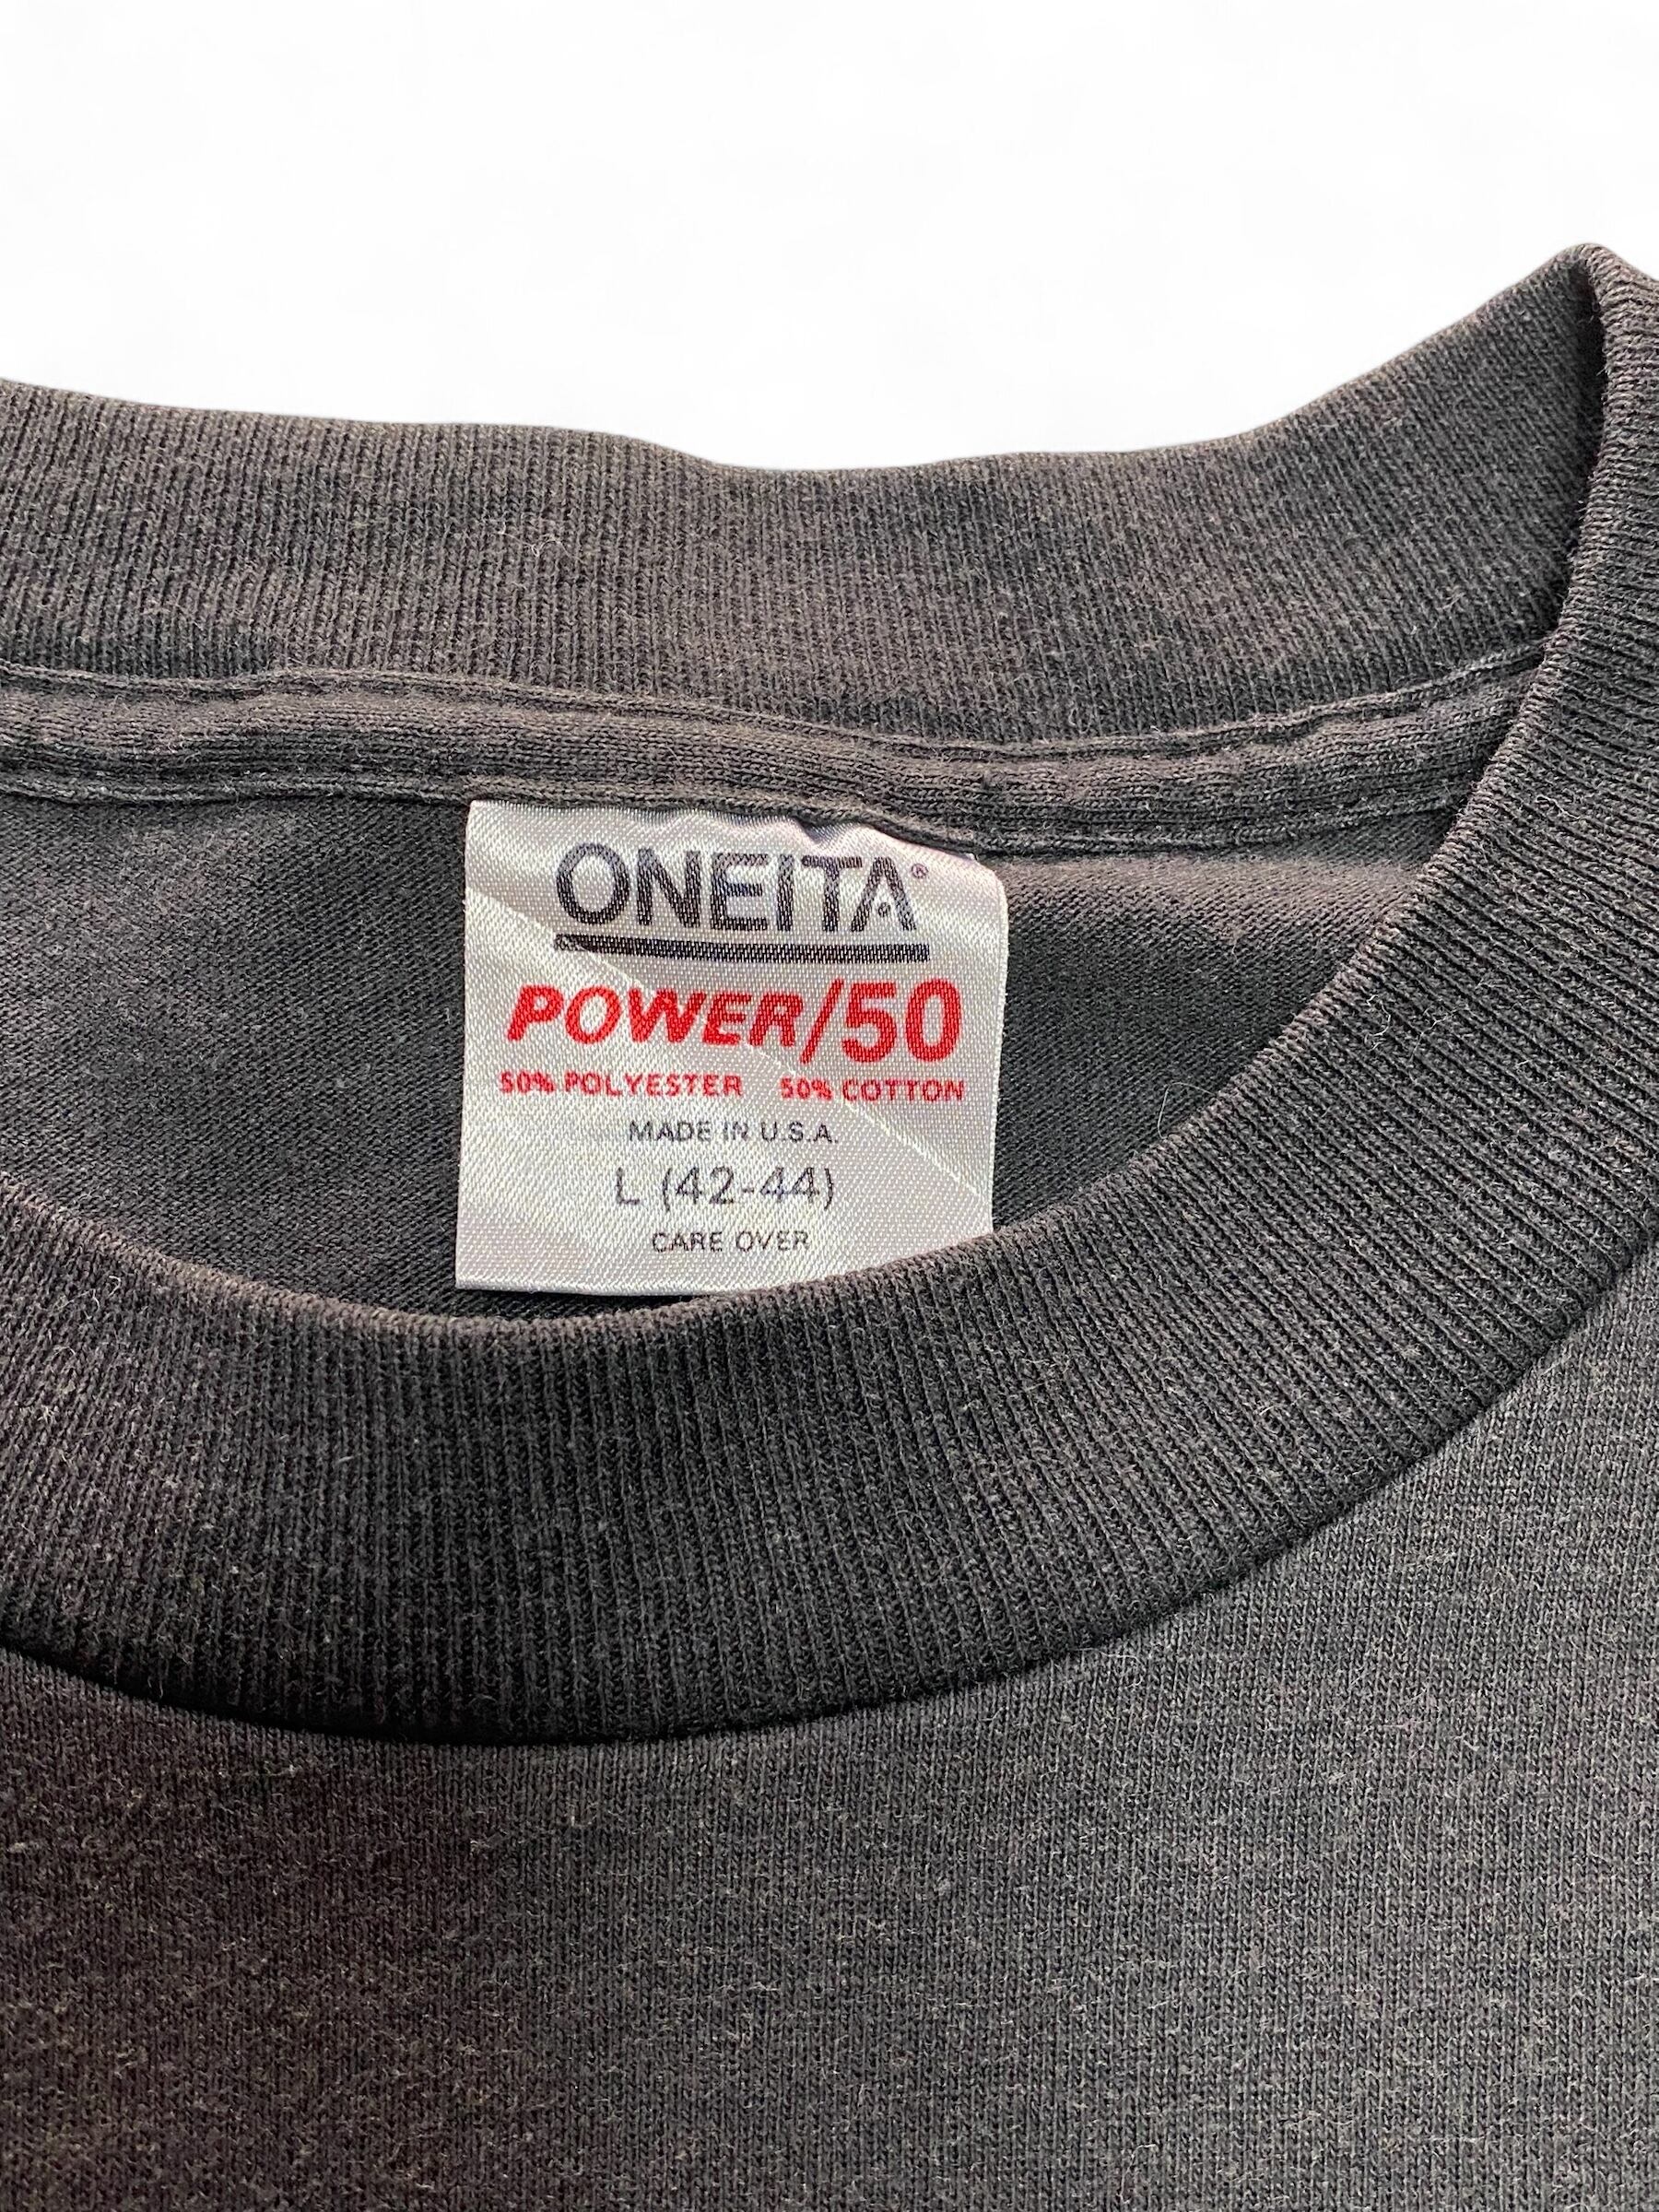 ONEITA®
POWER/50
50% POLYESTER 50% COTTON
MADE IN U.S.A.
L (42-44)
CARE OVER